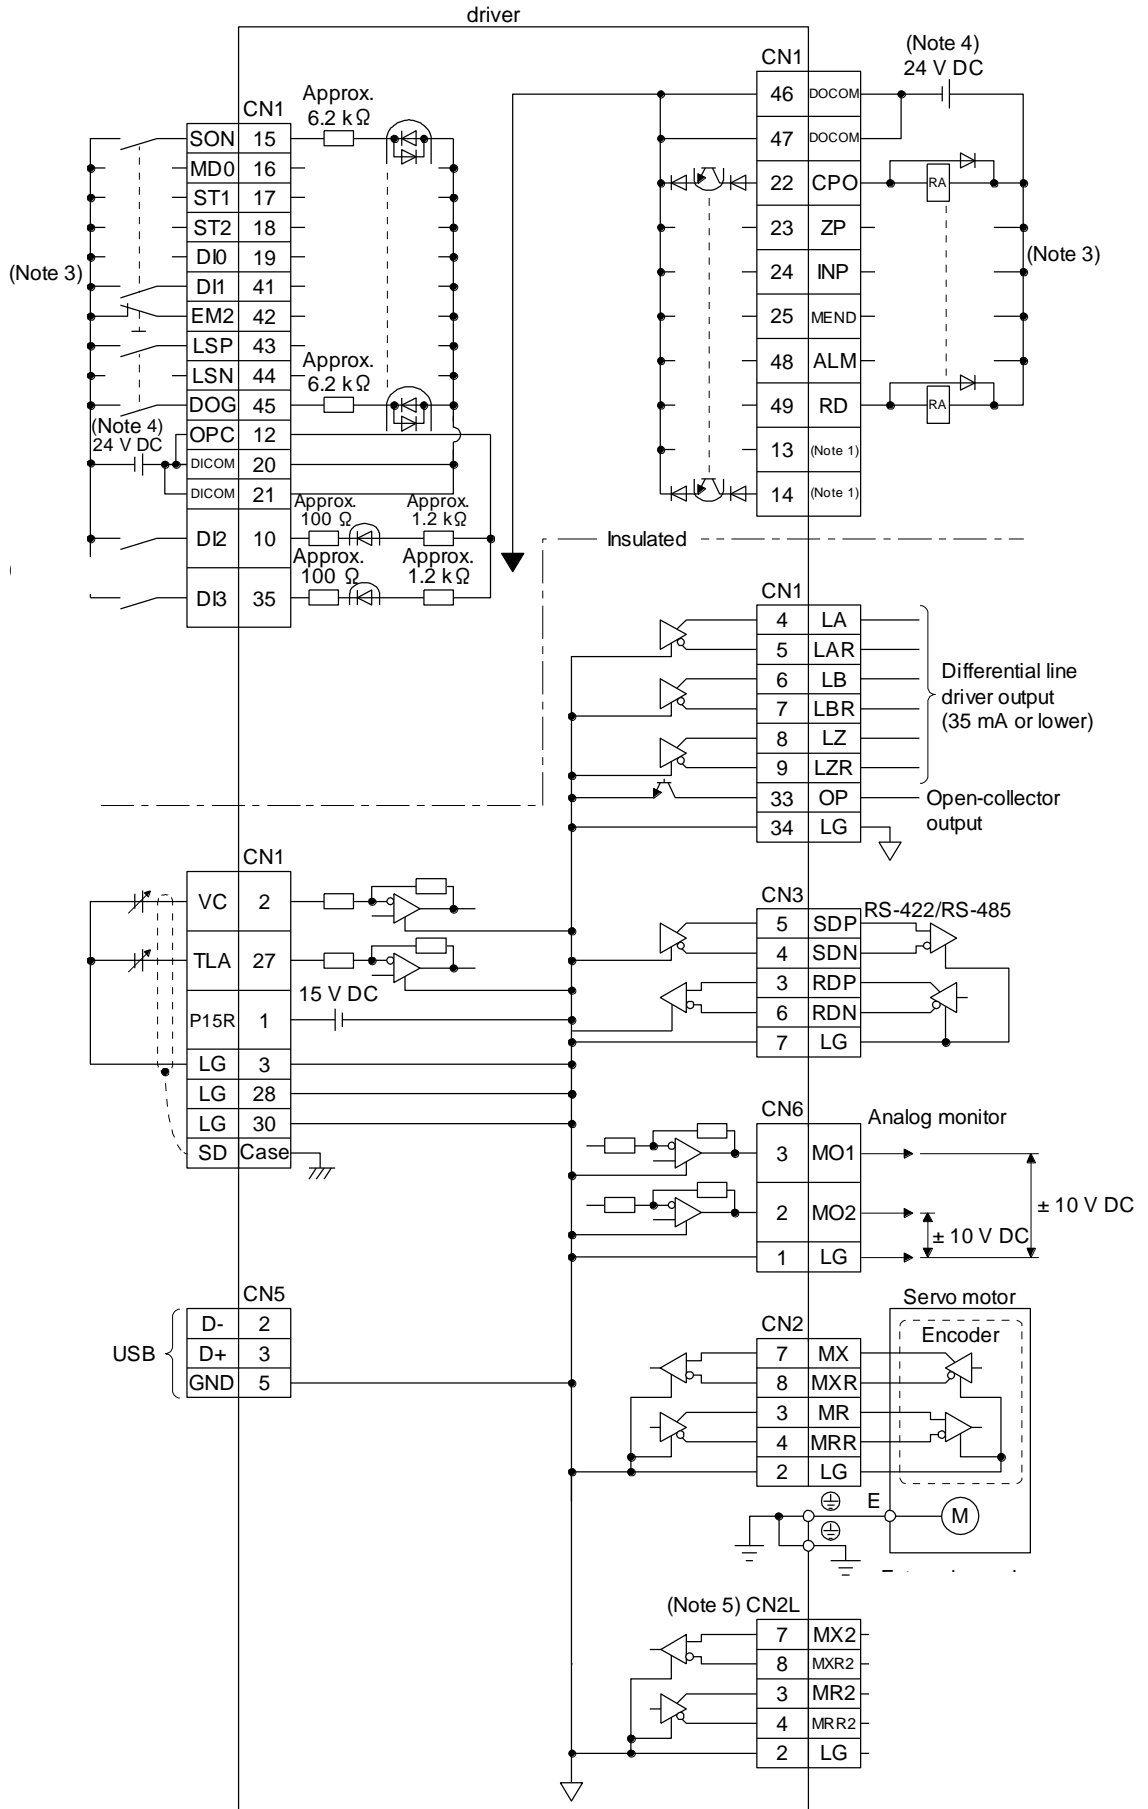 driver
CN1
Approx.
6.2 kΩ
SON 15
MD0 16
ST1 17
ST2 18
DI0 19
DI1 41
EM2 42
LSP 43
LSN 44
DOG 45
OPC 12
DICOM 20
DICOM 21
DI2 10
DI3 35
(Note 3)
Approx.
6.2 kΩ
(Note 4)
24 V DC
Approx.
100 Ω
Approx.
1.2 kΩ
Approx.
100 Ω
Approx.
1.2 kΩ
CN1
(Note 4)
24 V DC
46 DOCOM
47 DOCOM
22 CPO
23 ZP
24 INP
25 MEND
48 ALM
49 RD
13 (Note 1)
14 (Note 1)
RA
RA
(Note 3)
Insulated
CN1
4 LA
5 LAR
6 LB
7 LBR
8 LZ
9 LZR
33 OP
34 LG
Differential line
driver output
(35 mA or lower)
Open-collector
output
CN1
VC 2
TLA 27
P15R 1
LG 3
LG 28
LG 30
SD Case
15 V DC
CN3
RS-422/RS-485
5 SDP
4 SDN
3 RDP
6 RDN
7 LG
CN6
Analog monitor
3 MO1
2 MO2
1 LG
± 10 V DC
± 10 V DC
CN5
USB
D- 2
D+ 3
GND 5
Servo motor
CN2
Encoder
7 MX
8 MXR
3 MR
4 MRR
2 LG
E
M
(Note 5) CN2L
7 MX2
8 MXR2
3 MR2
4 MRR2
2 LG